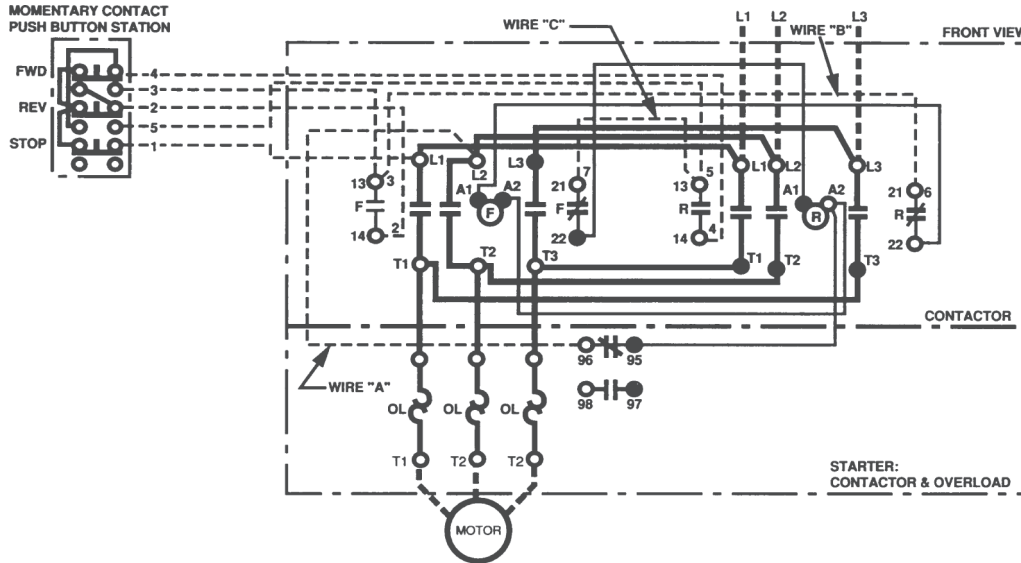 MOMENTARY CONTACT
PUSH BUTTON STATION
FWD
REV
STOP
4
3
2
5
1
WIRE "C"
L1 L2 L3
WIRE "B"
FRONT VIEW
L1
L2
L3
L1
L2
L3
13
3
F
14
2
A1
A2
F
21
7
F
22
13
5
R
14
4
A1
A2
R
21
6
R
22
T1
T2
T3
T1
T2
T3
CONTACTOR
96
95
98
97
WIRE "A"
OL
OL
OL
T1
T2
T2
STARTER:
CONTACTOR & OVERLOAD
MOTOR